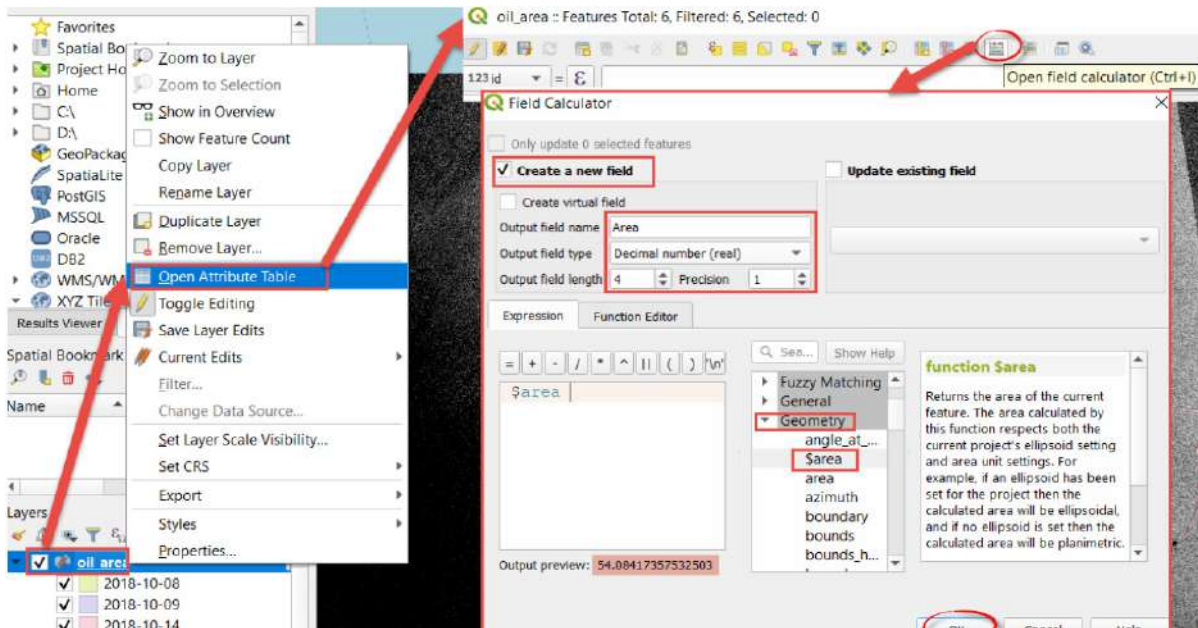 Favorites
Spatial Bo
Project Ho
Home
C:\
D:\
GeoPackag
SpatiaLite
PostGIS
MSSQL
Oracle
DB2
WMS/WM
XYZ Tile
Results Viewer
Spatial Bookmark
Name
Layers
oil_area
2018-10-08
2018-10-09
2018-10-14
Zoom to Layer
Zoom to Selection
Show in Overview
Show Feature Count
Copy Layer
Rename Layer
Duplicate Layer
Remove Layer...
Open Attribute Table
Toggle Editing
Save Layer Edits
Current Edits
Filter...
Change Data Source...
Set Layer Scale Visibility...
Set CRS
Export
Styles
Properties...
oil_area :: Features Total: 6, Filtered: 6, Selected: 0
123 id = ε
Open field calculator (Ctrl+I)
Field Calculator
Only update 0 selected features
Create a new field
Update existing field
Create virtual field
Output field name Area
Output field type Decimal number (real)
Output field length 4 Precision 1
Expression Function Editor
= + - / * ^ || ( ) '\n'
$area
Output preview: 54.08417357532503
Sea... Show Help
Fuzzy Matching
General
Geometry
angle_at_...
$area
area
azimuth
boundary
bounds
bounds_h...
function $area
Returns the area of the current
feature. The area calculated by
this function respects both the
current project's ellipsoid setting
and area unit settings. For
example, if an ellipsoid has been
set for the project then the
calculated area will be ellipsoidal,
and if no ellipsoid is set then the
calculated area will be planimetric.
OK Cancel Help